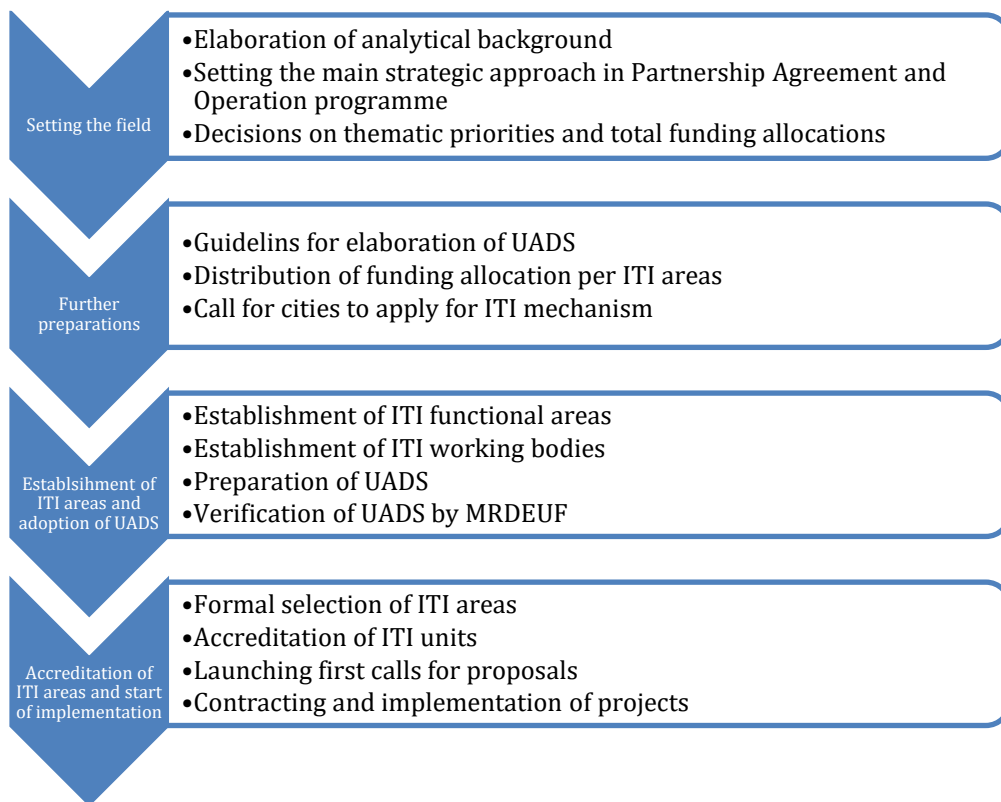 Setting the field
•Elaboration of analytical background
•Setting the main strategic approach in Partnership Agreement and
Operation programme
•Decisions on thematic priorities and total funding allocations
Further
preparations
•Guidelins for elaboration of UADS
•Distribution of funding allocation per ITI areas
•Call for cities to apply for ITI mechanism
Establsihment of
ITI areas and
adoption of UADS
•Establishment of ITI functional areas
•Establishment of ITI working bodies
•Preparation of UADS
•Verification of UADS by MRDEUF
Accreditation of
ITI areas and start
of implementation
•Formal selection of ITI areas
•Accreditation of ITI units
•Launching first calls for proposals
•Contracting and implementation of projects